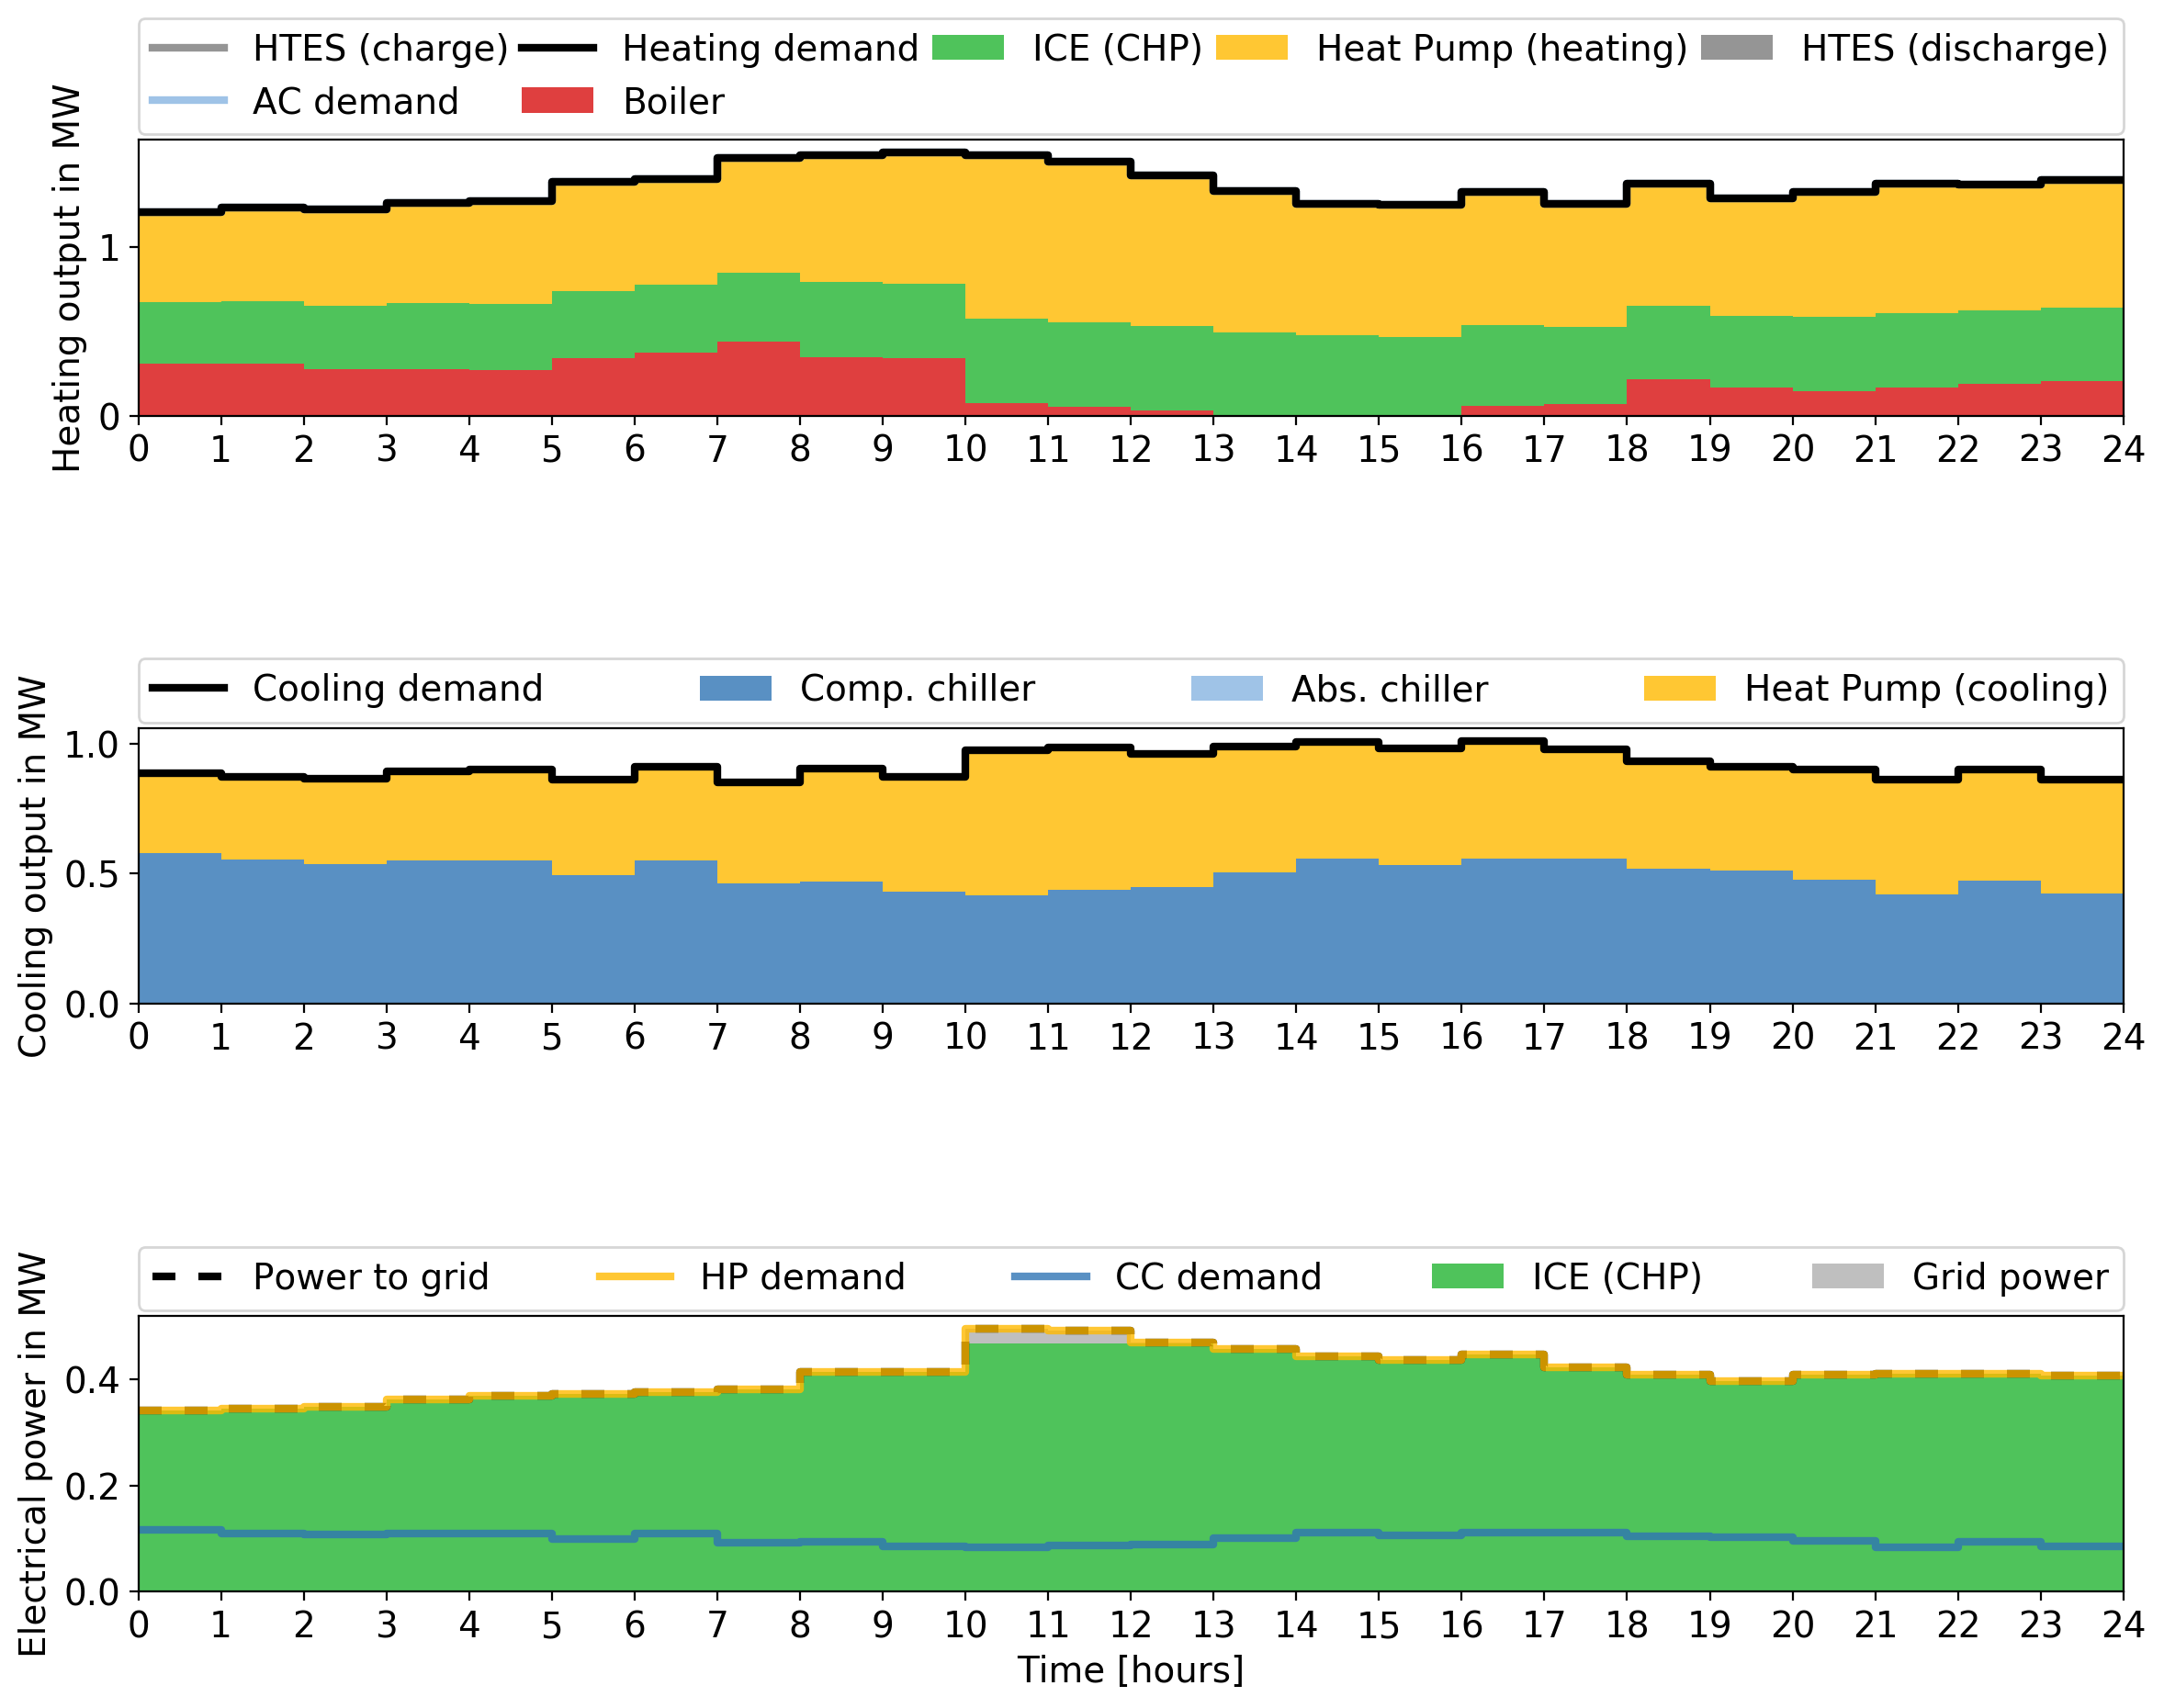 HTES (charge) Heating demand ICE (CHP) Heat Pump (heating) HTES (discharge)
AC demand Boiler
Heating output in MW
1
0
0 1 2 3 4 5 6 7 8 9 10 11 12 13 14 15 16 17 18 19 20 21 22 23 24
Cooling demand Comp. chiller Abs. chiller Heat Pump (cooling)
Cooling output in MW
1.0
0.5
0.0
0 1 2 3 4 5 6 7 8 9 10 11 12 13 14 15 16 17 18 19 20 21 22 23 24
Power to grid HP demand CC demand ICE (CHP) Grid power
Electrical power in MW
0.4
0.2
0.0
0 1 2 3 4 5 6 7 8 9 10 11 12 13 14 15 16 17 18 19 20 21 22 23 24
Time [hours]